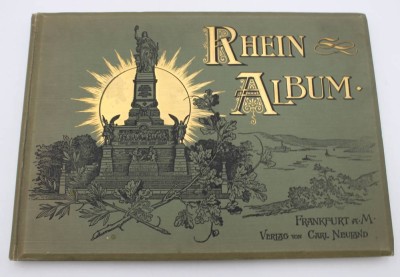 RHEIN
ALBUM.
FRANKFURT A. M.
VERLAG VON CARL NEULAND